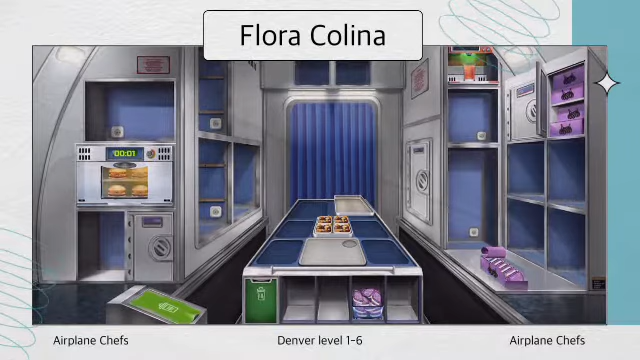 Flora Colina
00:01
Airplane Chefs
Denver level 1-6
Airplane Chefs